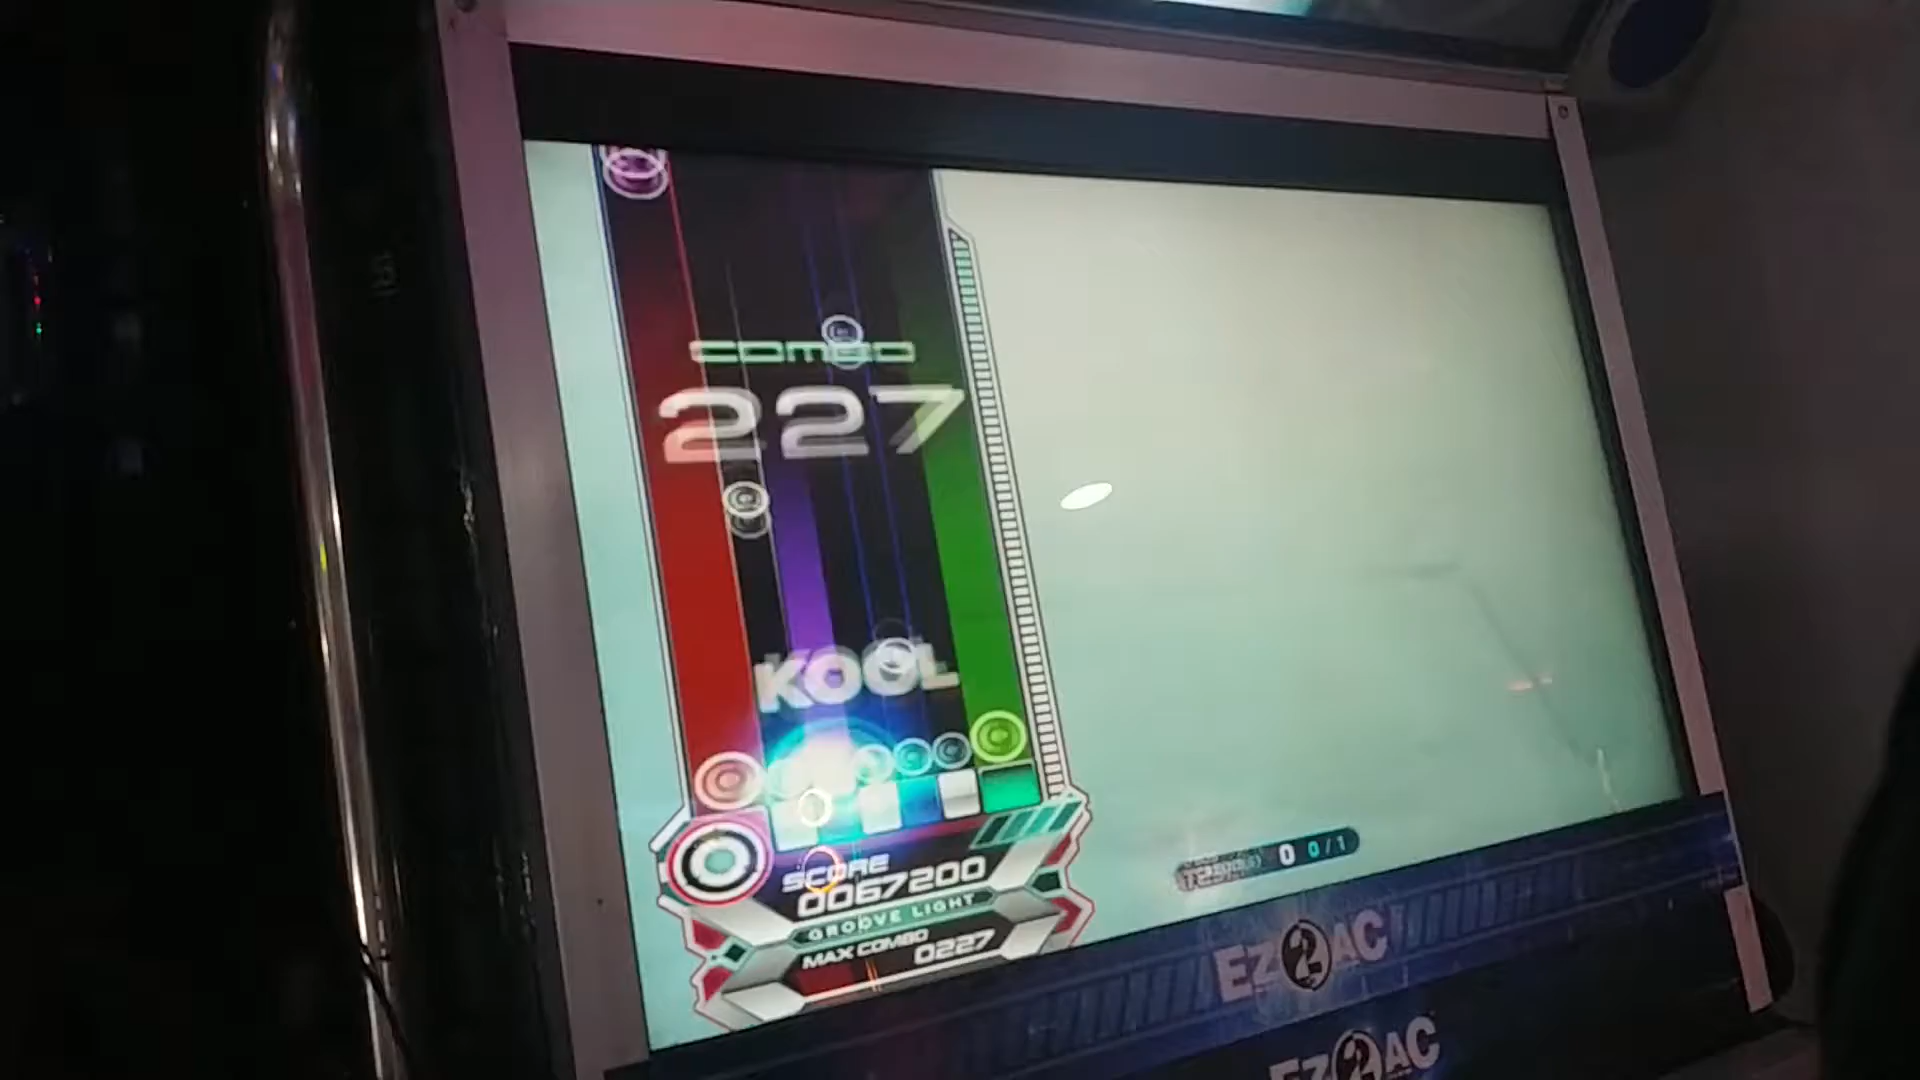 COMBO
227
KOOL
SCORE
0067200
GROOVE LIGHT
MAX COMBO
0227
0 0/1
EZ2AC
EZ2AC